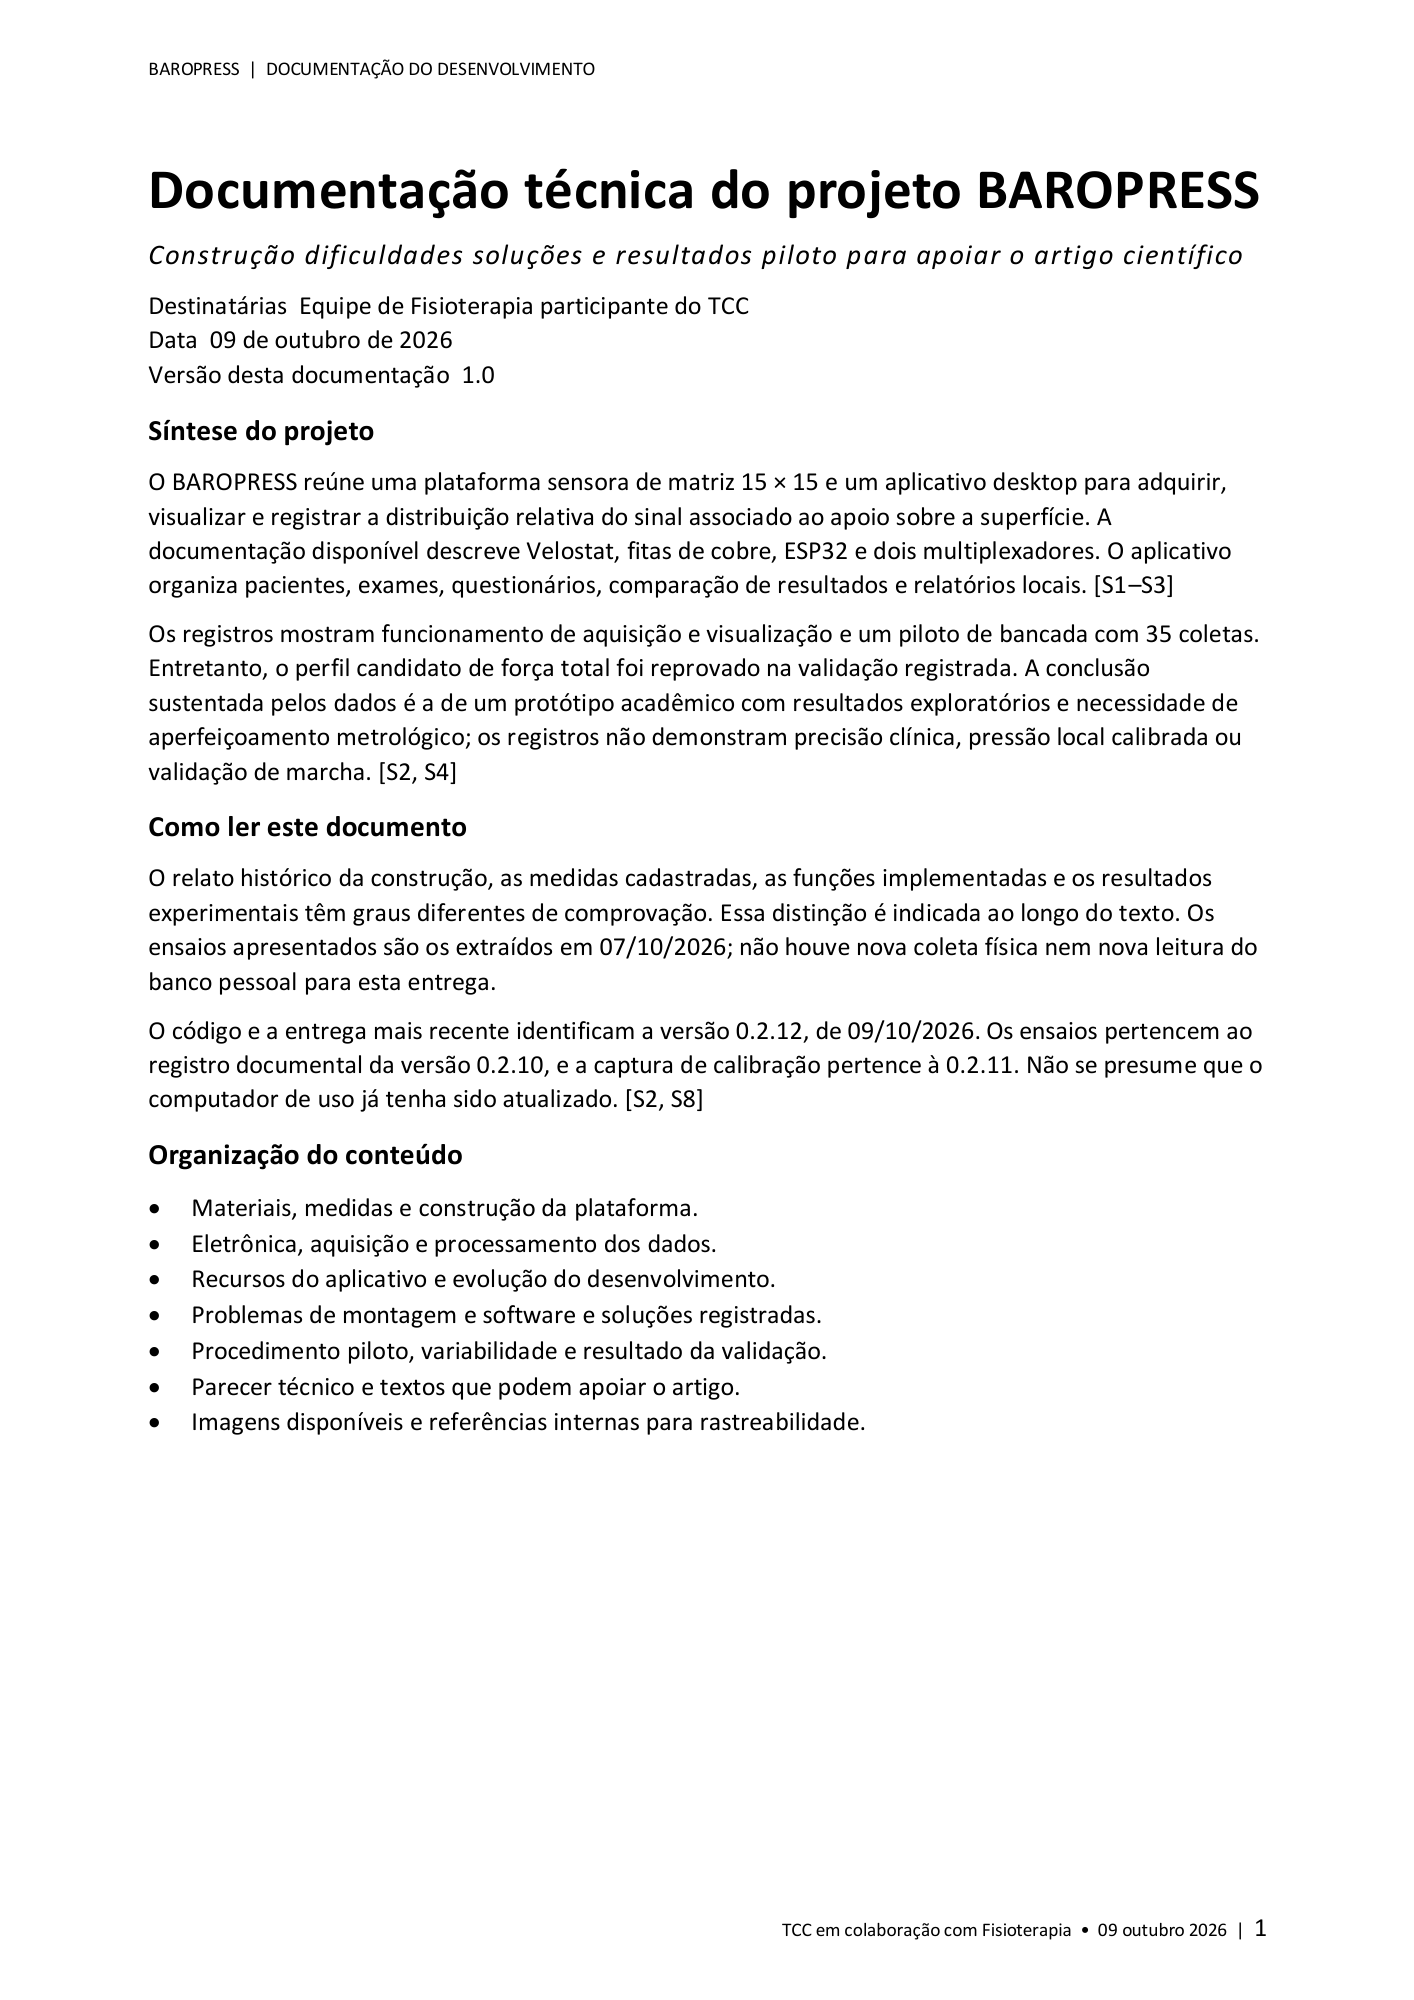 BAROPRESS | DOCUMENTAÇÃO DO DESENVOLVIMENTO
Documentação técnica do projeto BAROPRESS
Construção dificuldades soluções e resultados piloto para apoiar o artigo científico
Destinatárias  Equipe de Fisioterapia participante do TCC
Data  09 de outubro de 2026
Versão desta documentação  1.0
Síntese do projeto
O BAROPRESS reúne uma plataforma sensora de matriz 15 × 15 e um aplicativo desktop para adquirir,
visualizar e registrar a distribuição relativa do sinal associado ao apoio sobre a superfície. A
documentação disponível descreve Velostat, fitas de cobre, ESP32 e dois multiplexadores. O aplicativo
organiza pacientes, exames, questionários, comparação de resultados e relatórios locais. [S1–S3]
Os registros mostram funcionamento de aquisição e visualização e um piloto de bancada com 35 coletas.
Entretanto, o perfil candidato de força total foi reprovado na validação registrada. A conclusão
sustentada pelos dados é a de um protótipo acadêmico com resultados exploratórios e necessidade de
aperfeiçoamento metrológico; os registros não demonstram precisão clínica, pressão local calibrada ou
validação de marcha. [S2, S4]
Como ler este documento
O relato histórico da construção, as medidas cadastradas, as funções implementadas e os resultados
experimentais têm graus diferentes de comprovação. Essa distinção é indicada ao longo do texto. Os
ensaios apresentados são os extraídos em 07/10/2026; não houve nova coleta física nem nova leitura do
banco pessoal para esta entrega.
O código e a entrega mais recente identificam a versão 0.2.12, de 09/10/2026. Os ensaios pertencem ao
registro documental da versão 0.2.10, e a captura de calibração pertence à 0.2.11. Não se presume que o
computador de uso já tenha sido atualizado. [S2, S8]
Organização do conteúdo
• Materiais, medidas e construção da plataforma.
• Eletrônica, aquisição e processamento dos dados.
• Recursos do aplicativo e evolução do desenvolvimento.
• Problemas de montagem e software e soluções registradas.
• Procedimento piloto, variabilidade e resultado da validação.
• Parecer técnico e textos que podem apoiar o artigo.
• Imagens disponíveis e referências internas para rastreabilidade.
TCC em colaboração com Fisioterapia • 09 outubro 2026 | 1